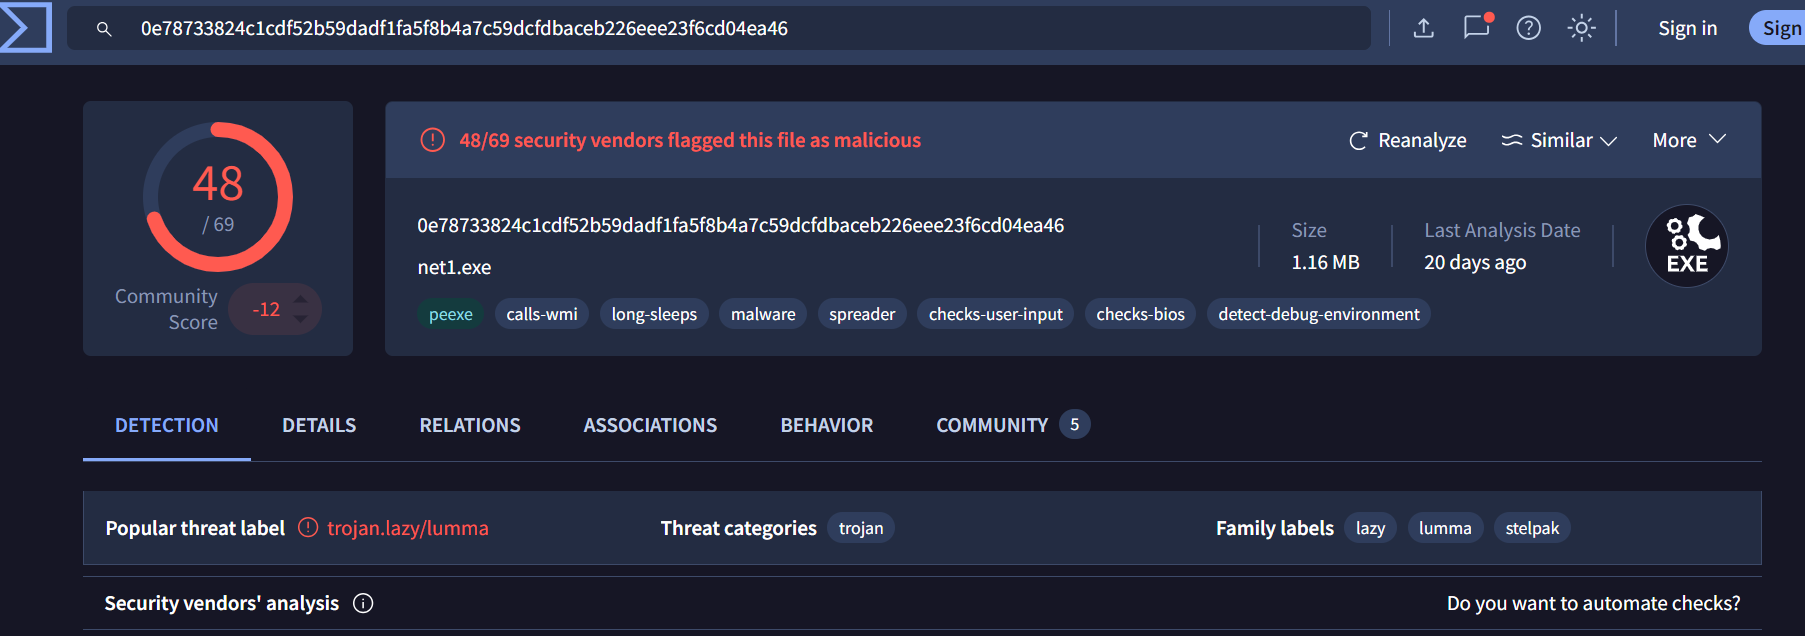 0e78733824c1cdf52b59dadf1fa5f8b4a7c59dcfdbaceb226eee23f6cd04ea46
Sign in
Sign
48
/ 69
Community Score
-12
48/69 security vendors flagged this file as malicious
Reanalyze
Similar
More
0e78733824c1cdf52b59dadf1fa5f8b4a7c59dcfdbaceb226eee23f6cd04ea46
net1.exe
Size
1.16 MB
Last Analysis Date
20 days ago
EXE
peexe
calls-wmi
long-sleeps
malware
spreader
checks-user-input
checks-bios
detect-debug-environment
DETECTION
DETAILS
RELATIONS
ASSOCIATIONS
BEHAVIOR
COMMUNITY
5
Popular threat label
trojan.lazy/lumma
Threat categories
trojan
Family labels
lazy
lumma
stelpak
Security vendors' analysis
Do you want to automate checks?